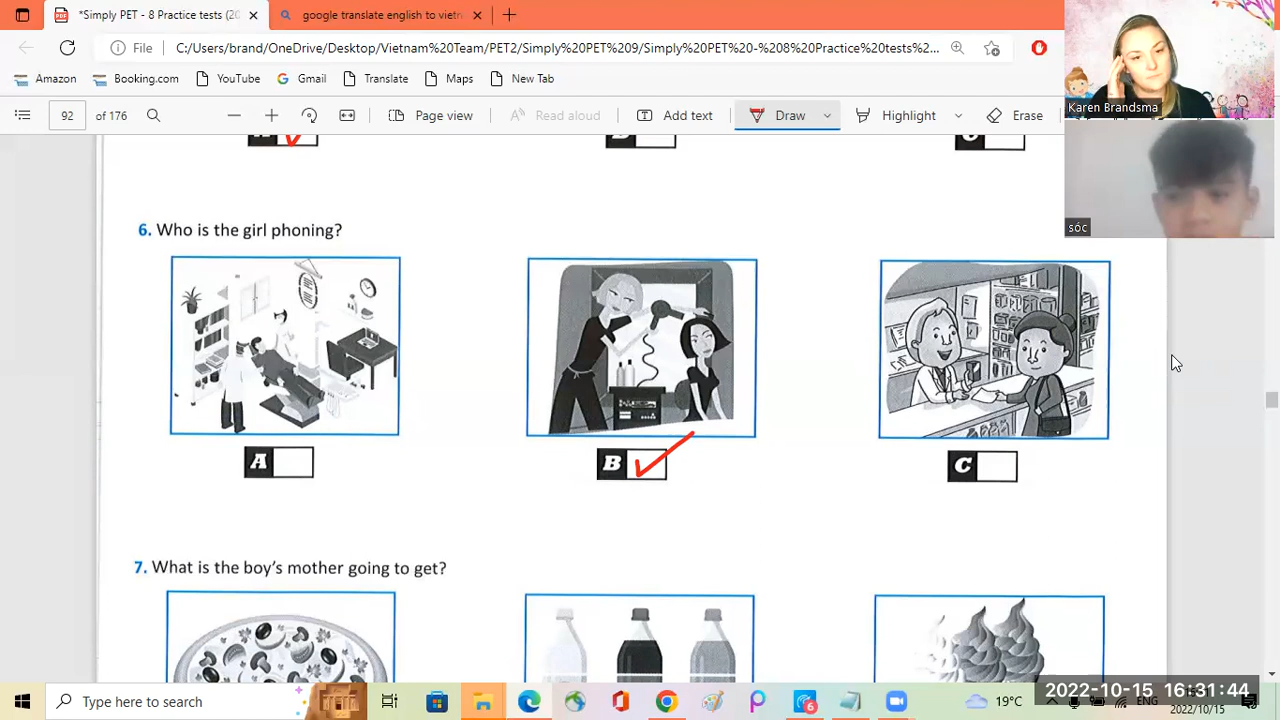 *Simply PET - Practice tests (20
google translate english to vietn
File
C:/Users/brand/OneDrive/Desktop/Vietnam%20Team/PET2/Simply%20PET%209/Simply%20PET%20-%208%20Practice%20tests%2...
Amazon
Booking.com
YouTube
Gmail
Translate
Maps
New Tab
92 of 176
Page view
Read aloud
Add text
Draw
Highlight
Erase
Karen Brandsma
sóc
6. Who is the girl phoning?
A
B
C
7. What is the boy's mother going to get?
Type here to search
6
19°C
ENG
2022-10-15 16:31:44
2022/10/15